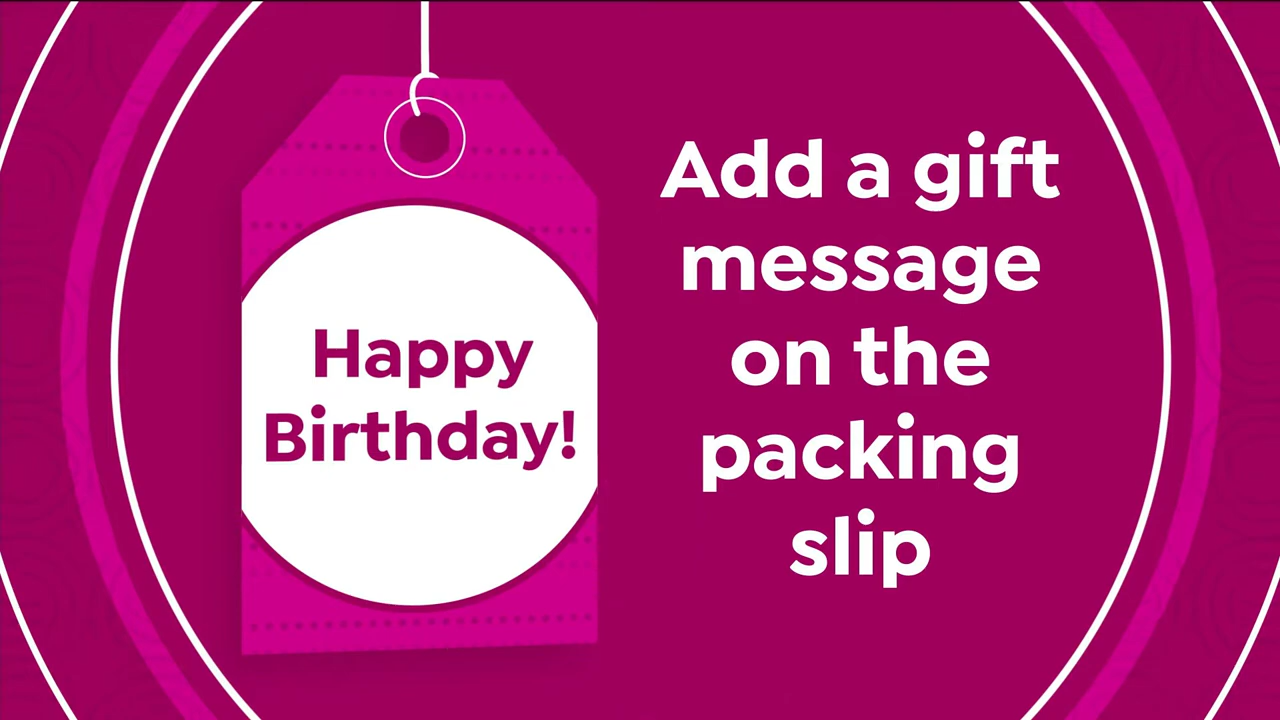 Happy
Birthday!
Add a gift
message
on the
packing
slip